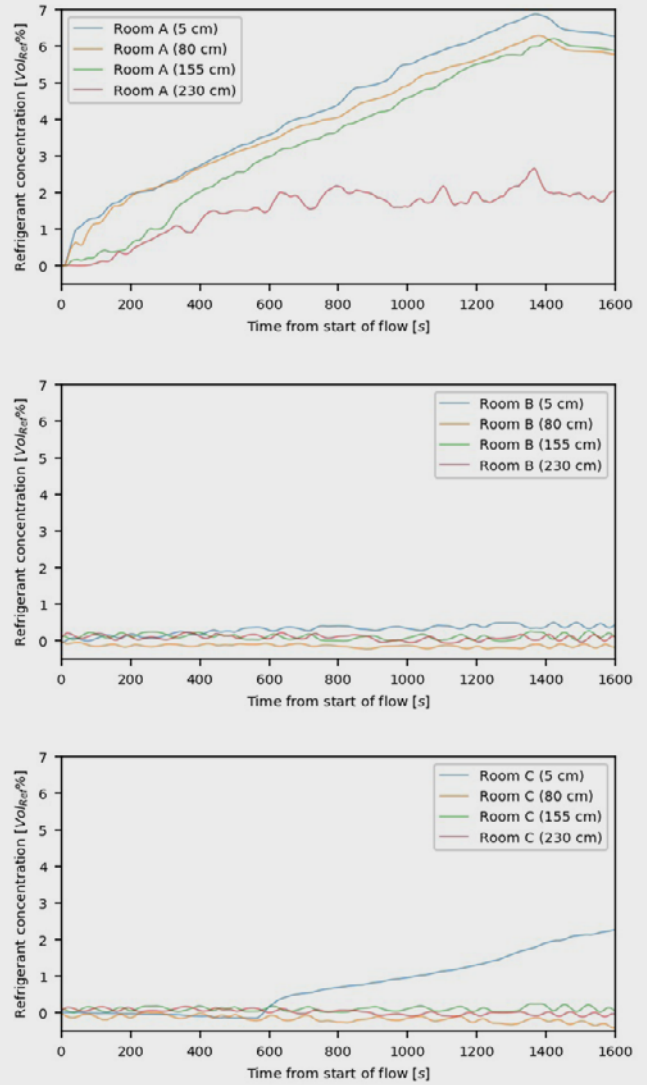 Refrigerant concentration [Vol_Ref%]
7
6
5
4
3
2
1
0
Room A (5 cm)
Room A (80 cm)
Room A (155 cm)
Room A (230 cm)
0 200 400 600 800 1000 1200 1400 1600
Time from start of flow [s]
Refrigerant concentration [Vol_Ref%]
7
6
5
4
3
2
1
0
Room B (5 cm)
Room B (80 cm)
Room B (155 cm)
Room B (230 cm)
0 200 400 600 800 1000 1200 1400 1600
Time from start of flow [s]
Refrigerant concentration [Vol_Ref%]
7
6
5
4
3
2
1
0
Room C (5 cm)
Room C (80 cm)
Room C (155 cm)
Room C (230 cm)
0 200 400 600 800 1000 1200 1400 1600
Time from start of flow [s]